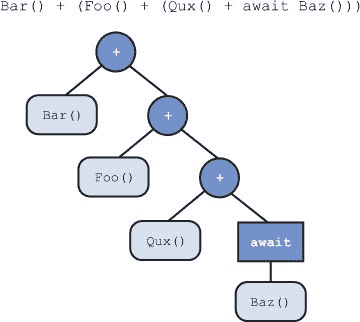 Bar() + (Foo() + (Qux() + await Baz()))
+
Bar()
+
Foo()
+
Qux()
await
Baz()